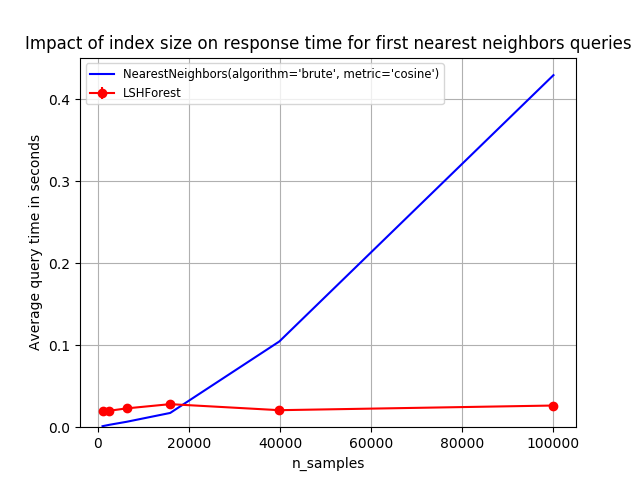 Impact of index size on response time for first nearest neighbors queries
NearestNeighbors(algorithm='brute', metric='cosine')
LSHForest
Average query time in seconds
0.4
0.3
0.2
0.1
0.0
0 20000 40000 60000 80000 100000
n_samples